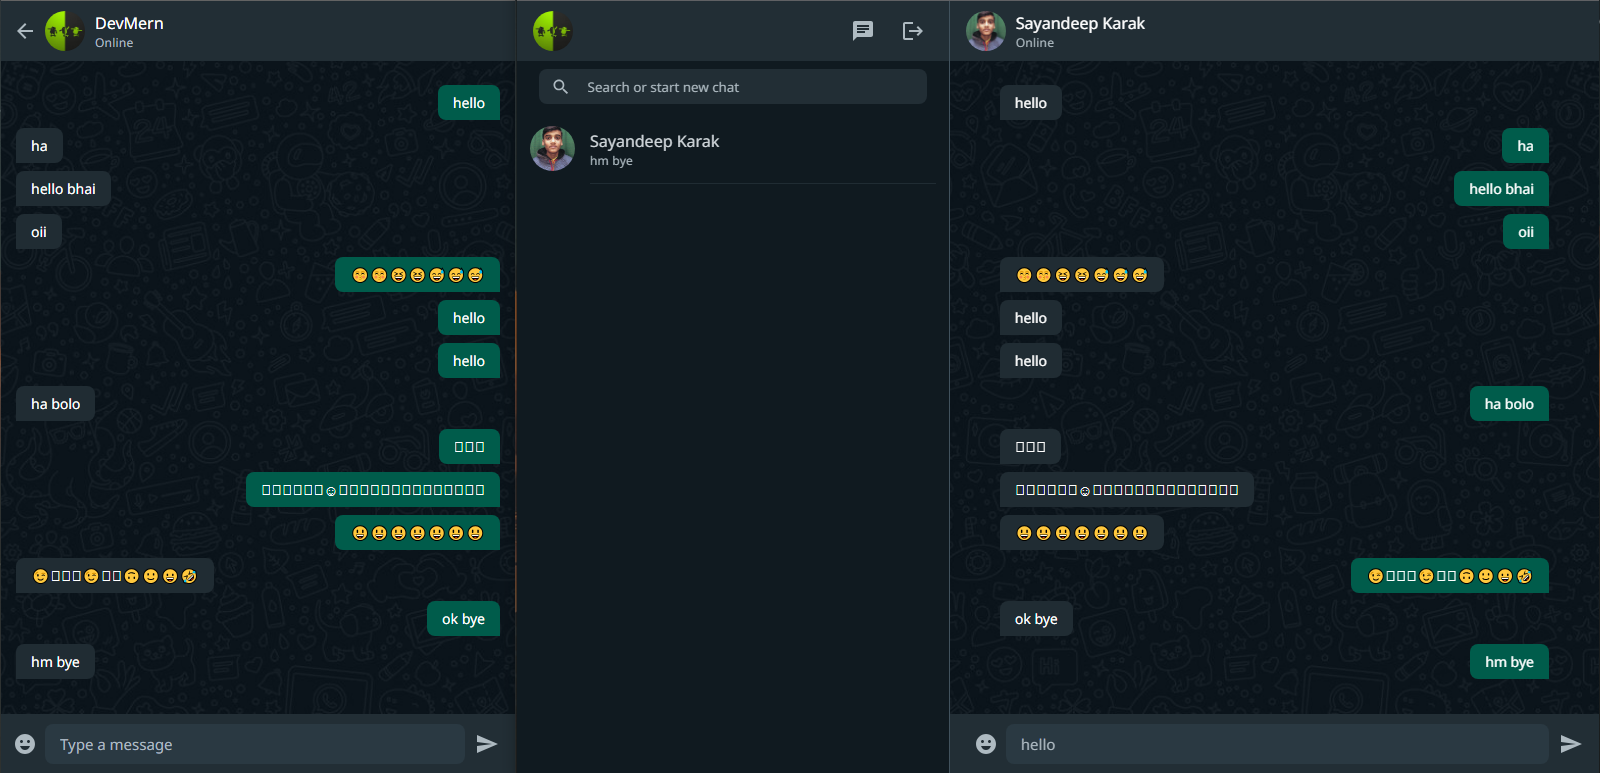 DevMern
Online
hello
ha
hello bhai
oii
😁😁😆😆😅😅😅
hello
hello
ha bolo
▯▯▯
▯▯▯▯▯▯☺▯▯▯▯▯▯▯▯▯▯▯▯▯▯
😃😃😃😃😃😃😃
😉▯▯▯😉▯▯🙃🙂😀🤣
ok bye
hm bye
Type a message
Search or start new chat
Sayandeep Karak
hm bye
Sayandeep Karak
Online
hello
ha
hello bhai
oii
😁😁😆😆😅😅😅
hello
hello
ha bolo
▯▯▯
▯▯▯▯▯▯☺▯▯▯▯▯▯▯▯▯▯▯▯▯▯
😃😃😃😃😃😃😃
😉▯▯▯😉▯▯🙃🙂😀🤣
ok bye
hm bye
hello